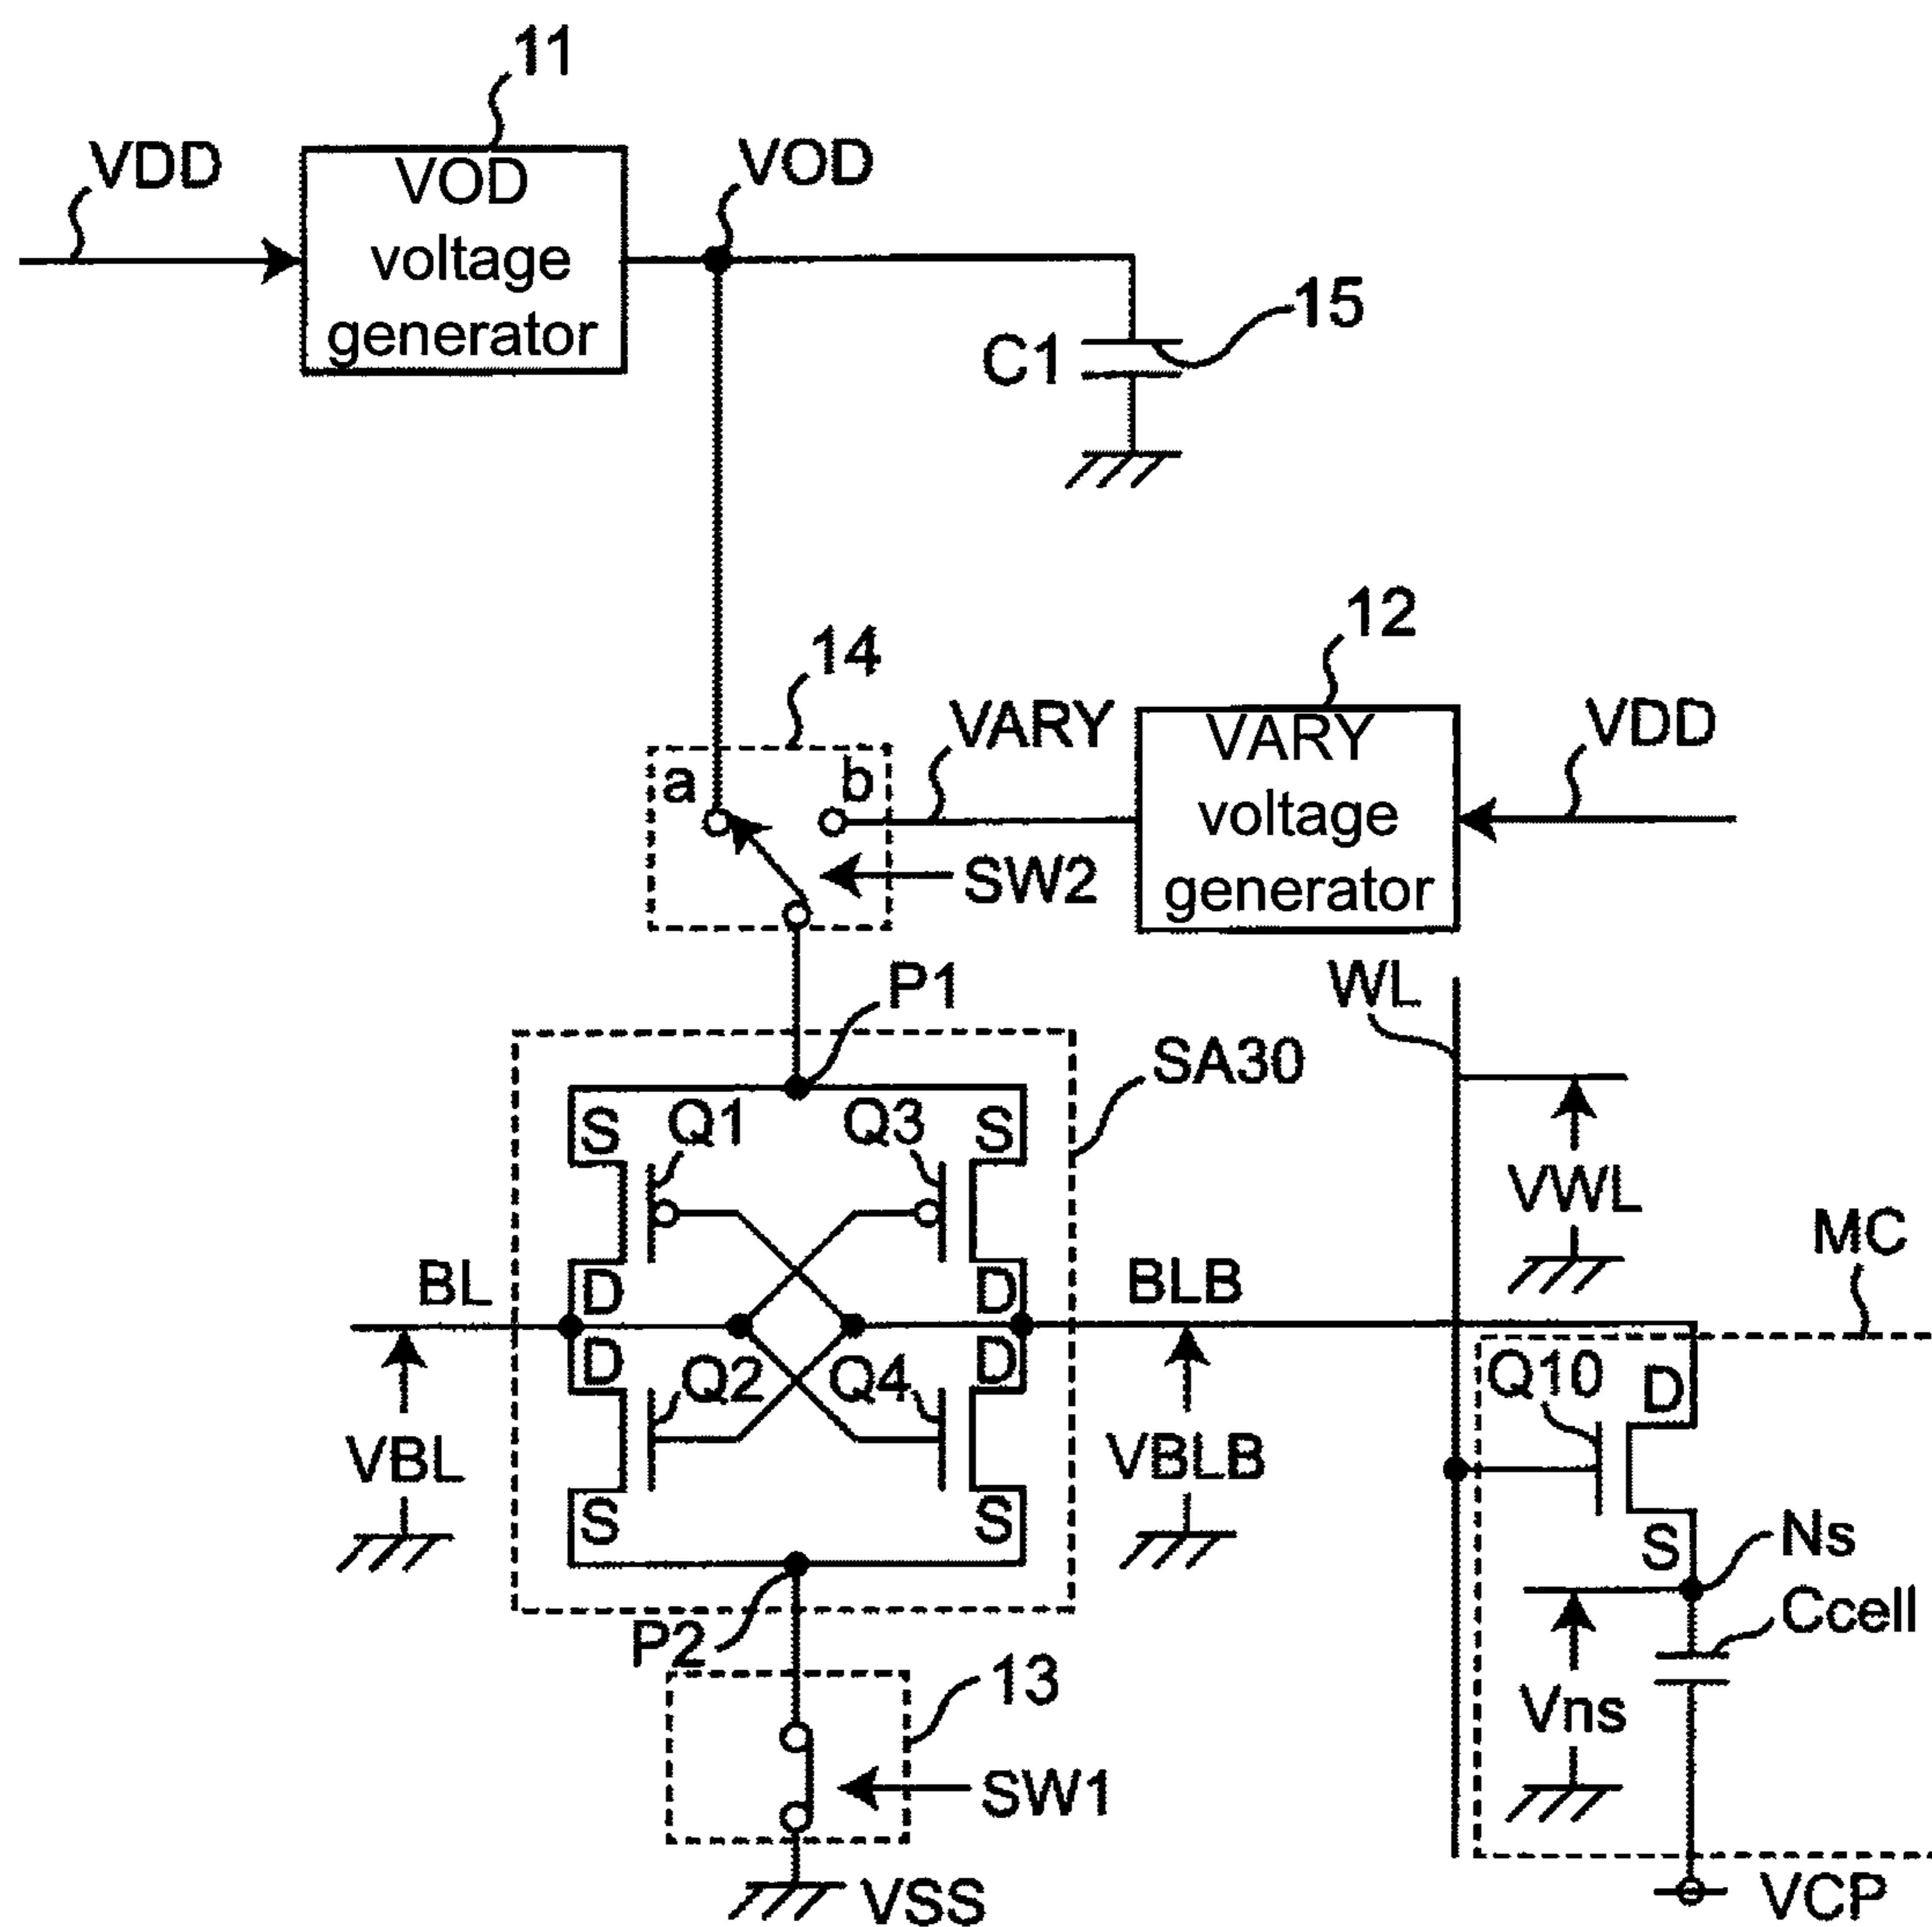 11
VDD
VOD
voltage
generator
VOD
15
C1
12
14
VARY
VARY
voltage
generator
VDD
a
b
SW2
P1
WL
SA30
S
Q1
Q3
S
VWL
MC
BL
D
D
BLB
D
Q2
Q4
D
Q10
D
VBL
VBLB
S
S
S
Ns
Ccell
P2
13
Vns
SW1
VSS
VCP